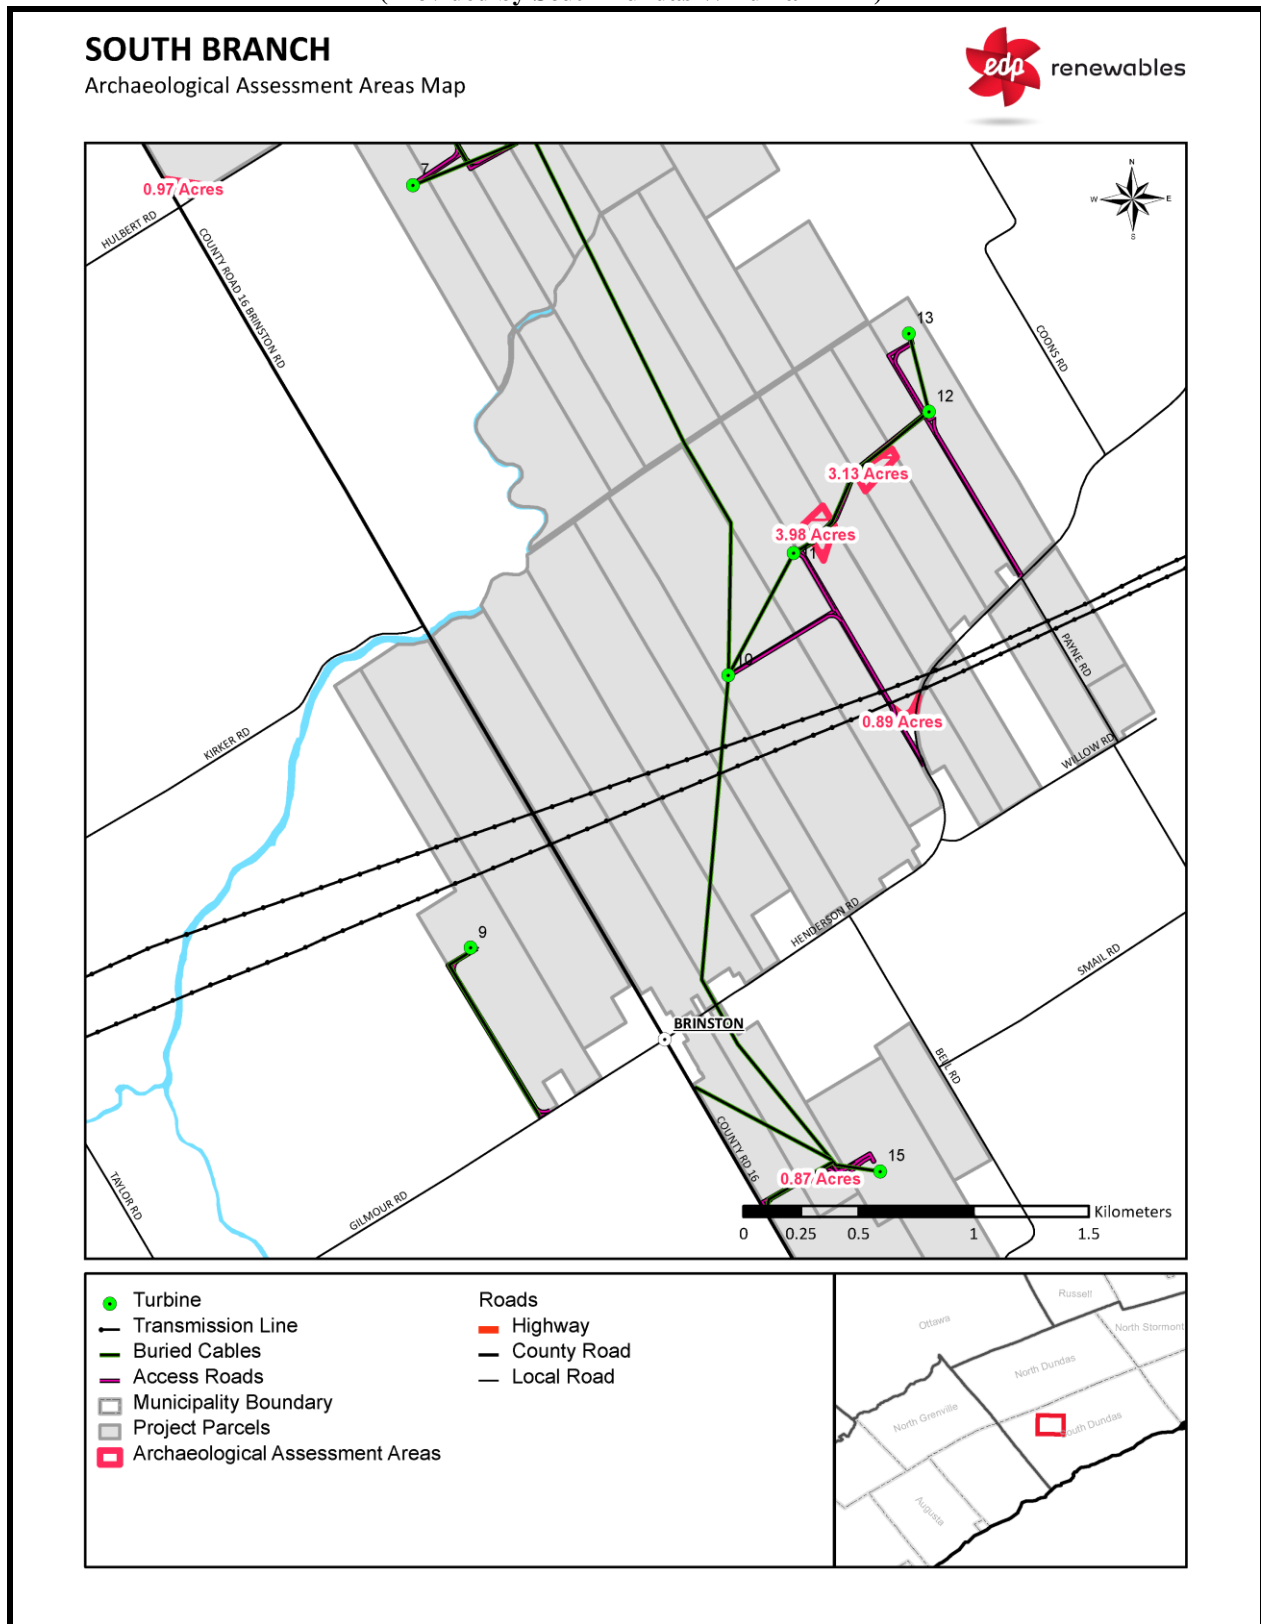 SOUTH BRANCH
Archaeological Assessment Areas Map
edp renewables
N
W E
S
7
0.97 Acres
HULBERT RD
COUNTY ROAD 16 BRINSTON RD
13
COONS RD
12
3.13 Acres
3.98 Acres
10
PAYNE RD
0.89 Acres
KIRKER RD
WILLOW RD
HENDERSON RD
9
SMAIL RD
BRINSTON
BELL RD
COUNTY RD 16
15
0.87 Acres
TAYLOR RD
GILMOUR RD
Kilometers
0 0.25 0.5 1 1.5
Turbine
Transmission Line
Buried Cables
Access Roads
Municipality Boundary
Project Parcels
Archaeological Assessment Areas
Roads
Highway
County Road
Local Road
Russell
Ottawa
North Stormont
North Dundas
North Grenville
South Dundas
Augusta